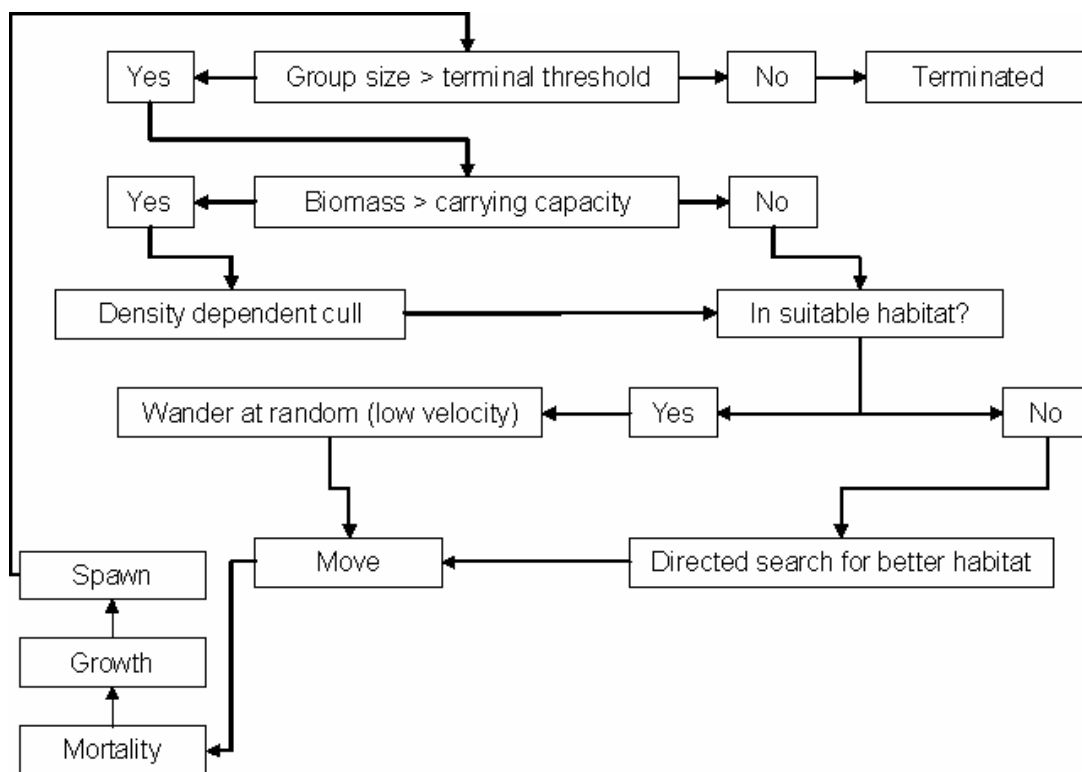 Yes
Group size > terminal threshold
No
Terminated
Yes
Biomass > carrying capacity
No
Density dependent cull
In suitable habitat?
Wander at random (low velocity)
Yes
No
Spawn
Move
Directed search for better habitat
Growth
Mortality